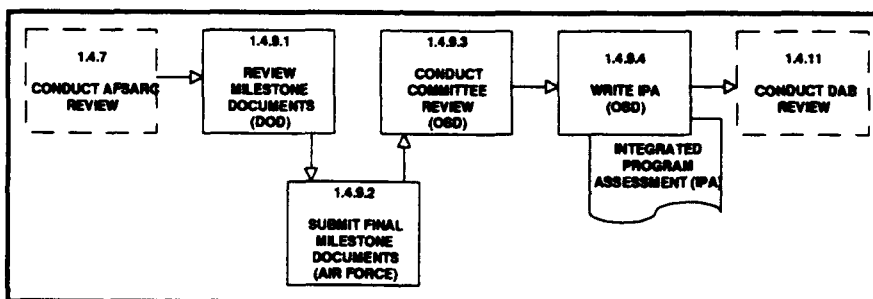 1.4.7
CONDUCT AFSARC
REVIEW
1.4.9.1
REVIEW
MILESTONE
DOCUMENTS
(DOD)
1.4.9.2
SUBMIT FINAL
MILESTONE
DOCUMENTS
(AIR FORCE)
1.4.9.3
CONDUCT
COMMITTEE
REVIEW
(OSD)
1.4.9.4
WRITE IPA
(OSD)
INTEGRATED
PROGRAM
ASSESSMENT (IPA)
1.4.11
CONDUCT DAB
REVIEW